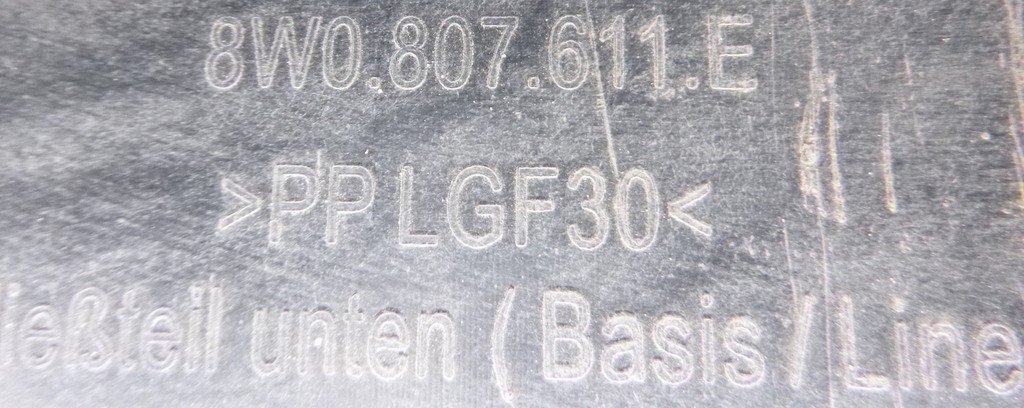 8W0.807.611.E
>PP LGF30<
ießteil unten (Basis / Line